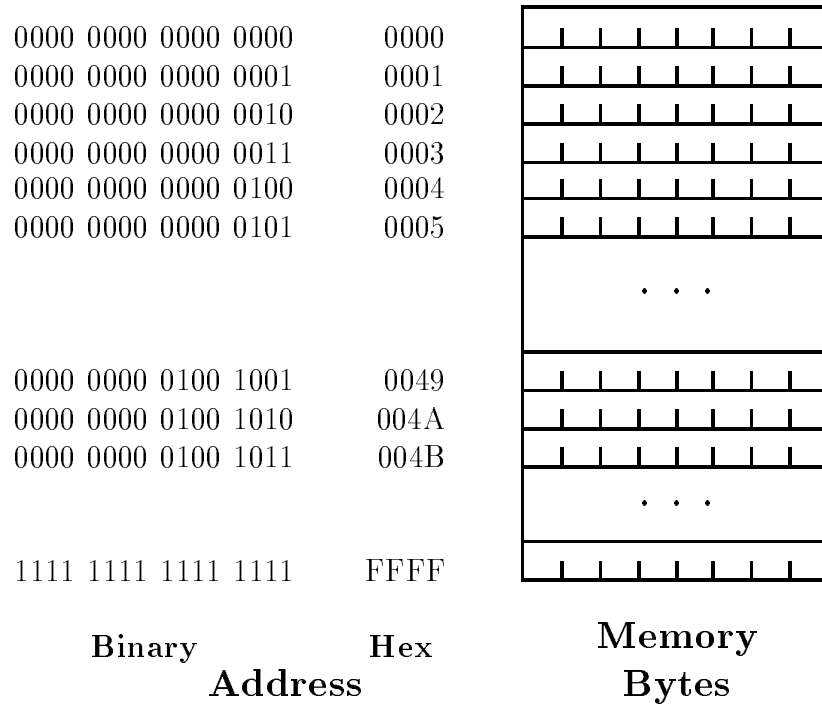 0000 0000 0000 0000 0000
0000 0000 0000 0001 0001
0000 0000 0000 0010 0002
0000 0000 0000 0011 0003
0000 0000 0000 0100 0004
0000 0000 0000 0101 0005
. . .
0000 0000 0100 1001 0049
0000 0000 0100 1010 004A
0000 0000 0100 1011 004B
. . .
1111 1111 1111 1111 FFFF
Binary Hex Memory
Address Bytes